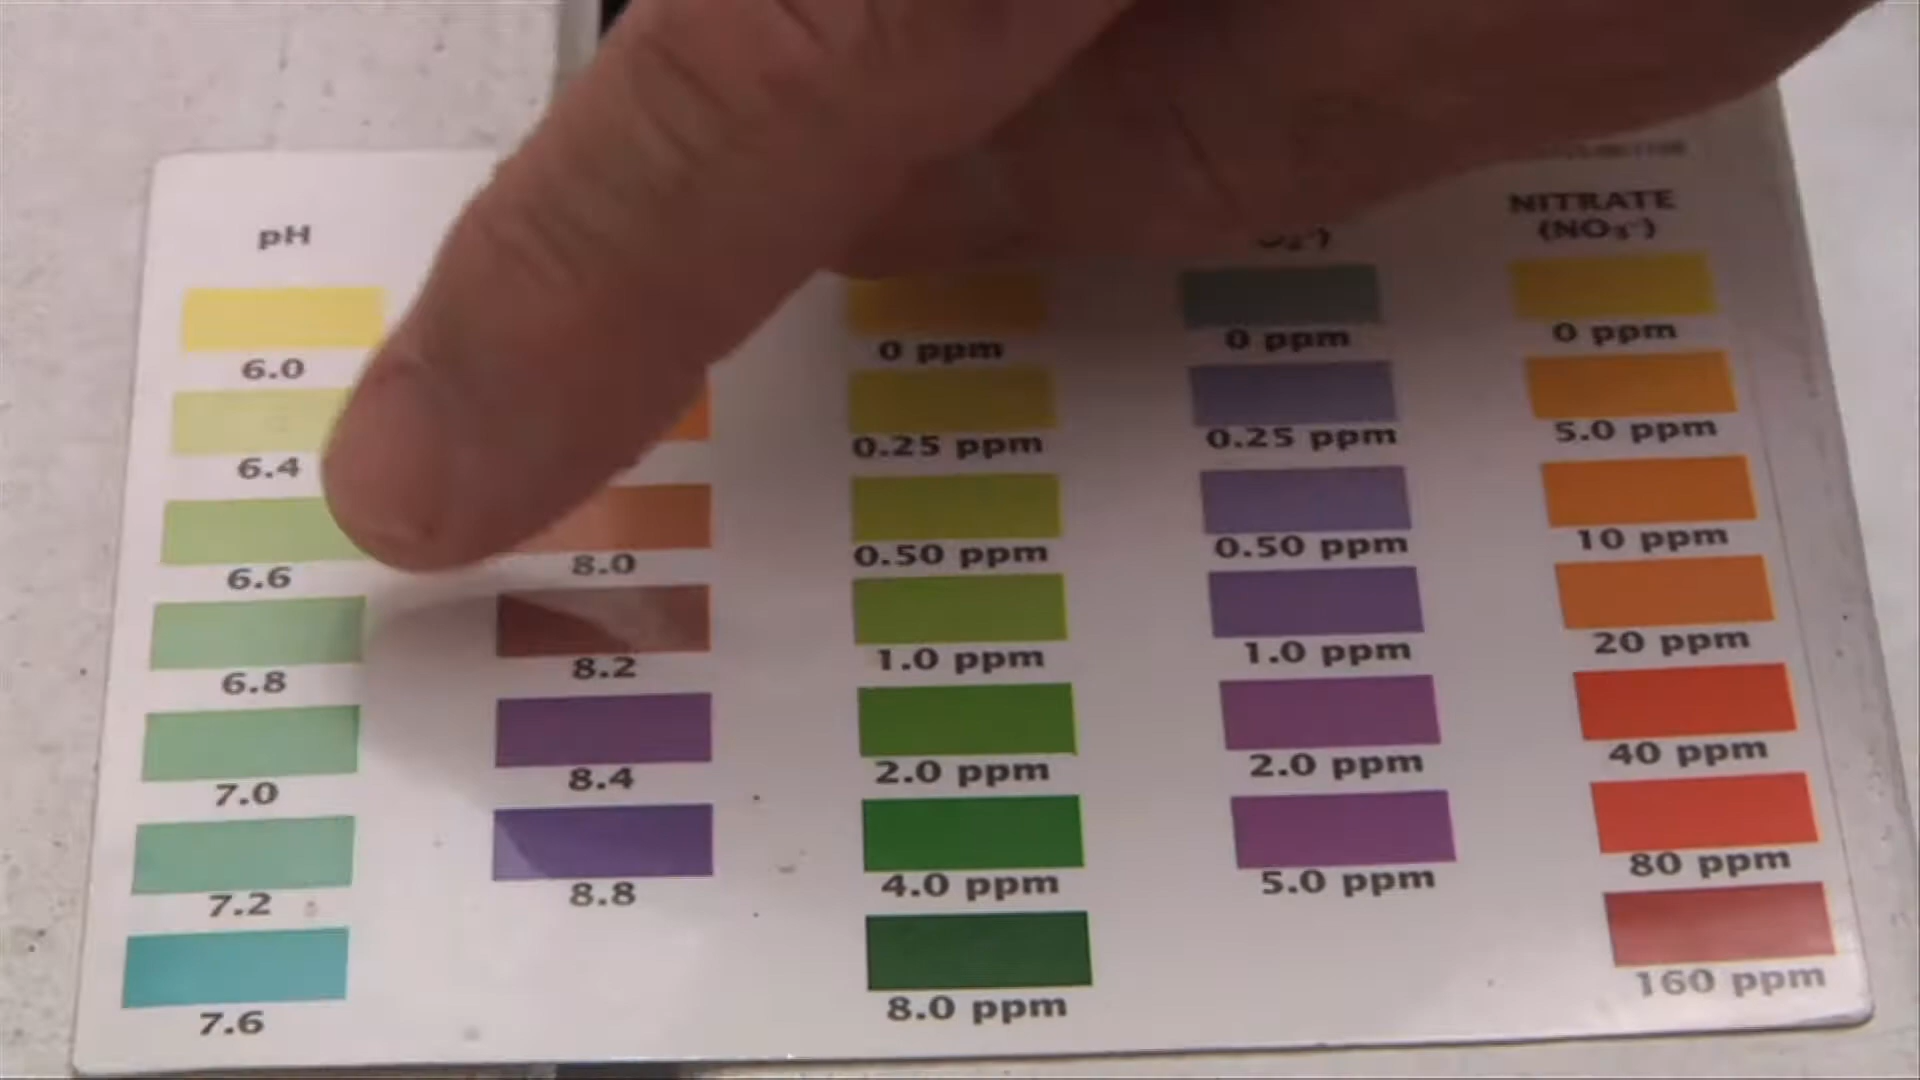 pH
6.0
6.4
6.6
6.8
7.0
7.2
7.6
8.0
8.2
8.4
8.8
0 ppm
0.25 ppm
0.50 ppm
1.0 ppm
2.0 ppm
4.0 ppm
8.0 ppm
O₂⁻)
0 ppm
0.25 ppm
0.50 ppm
1.0 ppm
2.0 ppm
5.0 ppm
NITRATE
(NO₃⁻)
0 ppm
5.0 ppm
10 ppm
20 ppm
40 ppm
80 ppm
160 ppm